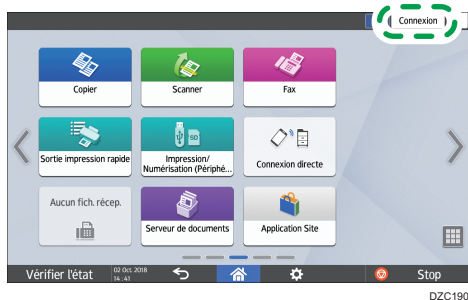 Connexion
Copier
Scanner
Fax
Sortie impression rapide
Impression/
Numérisation (Périphé...
Connexion directe
Aucun fich. récep.
Serveur de documents
Application Site
Vérifier l'état
02 Oct. 2018
14 : 41
Stop
DZC190